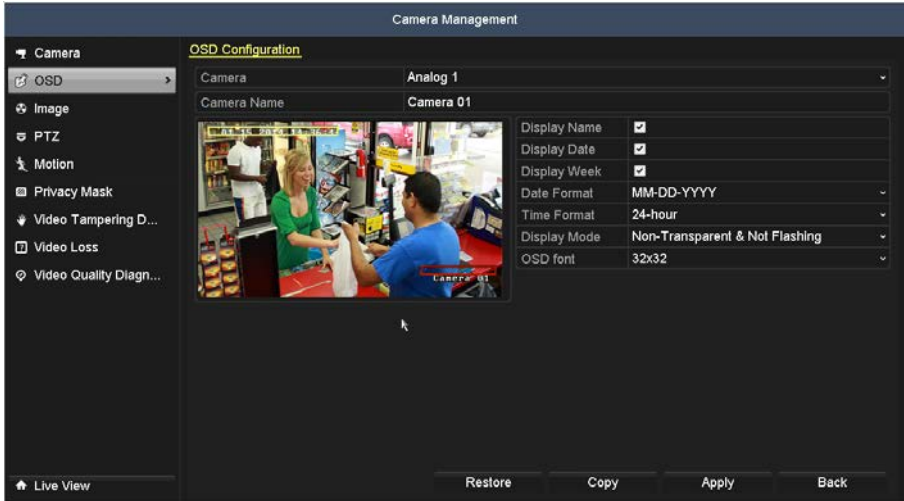 Camera Management
Camera
OSD
Image
PTZ
Motion
Privacy Mask
Video Tampering D...
Video Loss
Video Quality Diagn...
Live View
OSD Configuration
Camera Analog 1
Camera Name Camera 01
Camera 01
Display Name
Display Date
Display Week
Date Format MM-DD-YYYY
Time Format 24-hour
Display Mode Non-Transparent & Not Flashing
OSD font 32x32
Restore Copy Apply Back